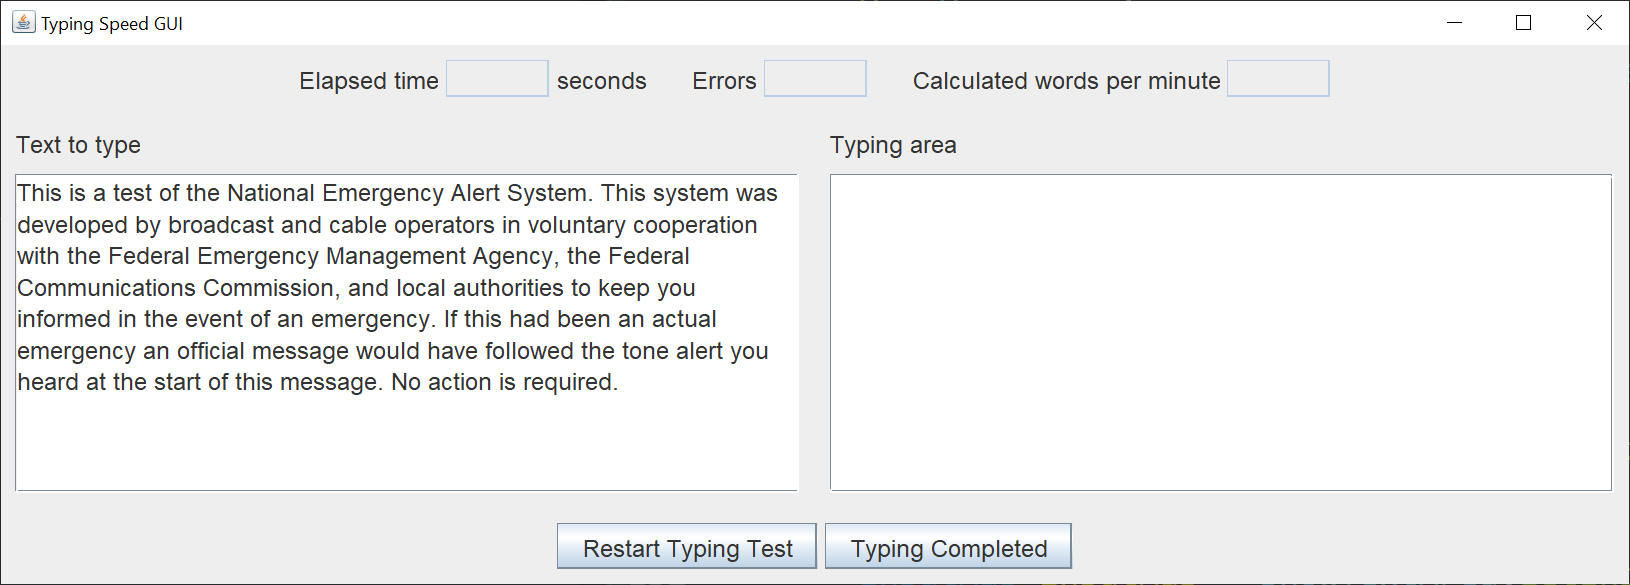 Typing Speed GUI
Elapsed time seconds Errors Calculated words per minute
Text to type
This is a test of the National Emergency Alert System. This system was
developed by broadcast and cable operators in voluntary cooperation
with the Federal Emergency Management Agency, the Federal
Communications Commission, and local authorities to keep you
informed in the event of an emergency. If this had been an actual
emergency an official message would have followed the tone alert you
heard at the start of this message. No action is required.
Typing area
Restart Typing Test Typing Completed